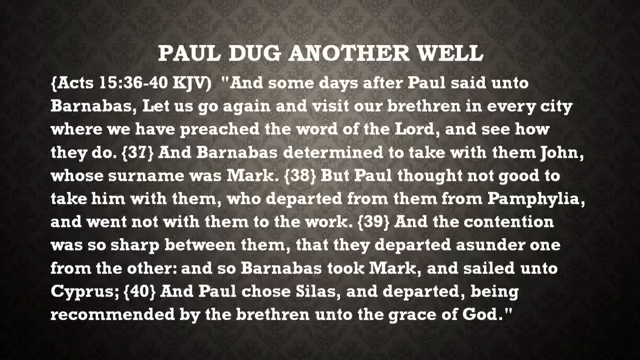 PAUL DUG ANOTHER WELL
{Acts 15:36-40 KJV)  "And some days after Paul said unto
Barnabas, Let us go again and visit our brethren in every city
where we have preached the word of the Lord, and see how
they do. {37} And Barnabas determined to take with them John,
whose surname was Mark. {38} But Paul thought not good to
take him with them, who departed from them from Pamphylia,
and went not with them to the work. {39} And the contention
was so sharp between them, that they departed asunder one
from the other: and so Barnabas took Mark, and sailed unto
Cyprus; {40} And Paul chose Silas, and departed, being
recommended by the brethren unto the grace of God."